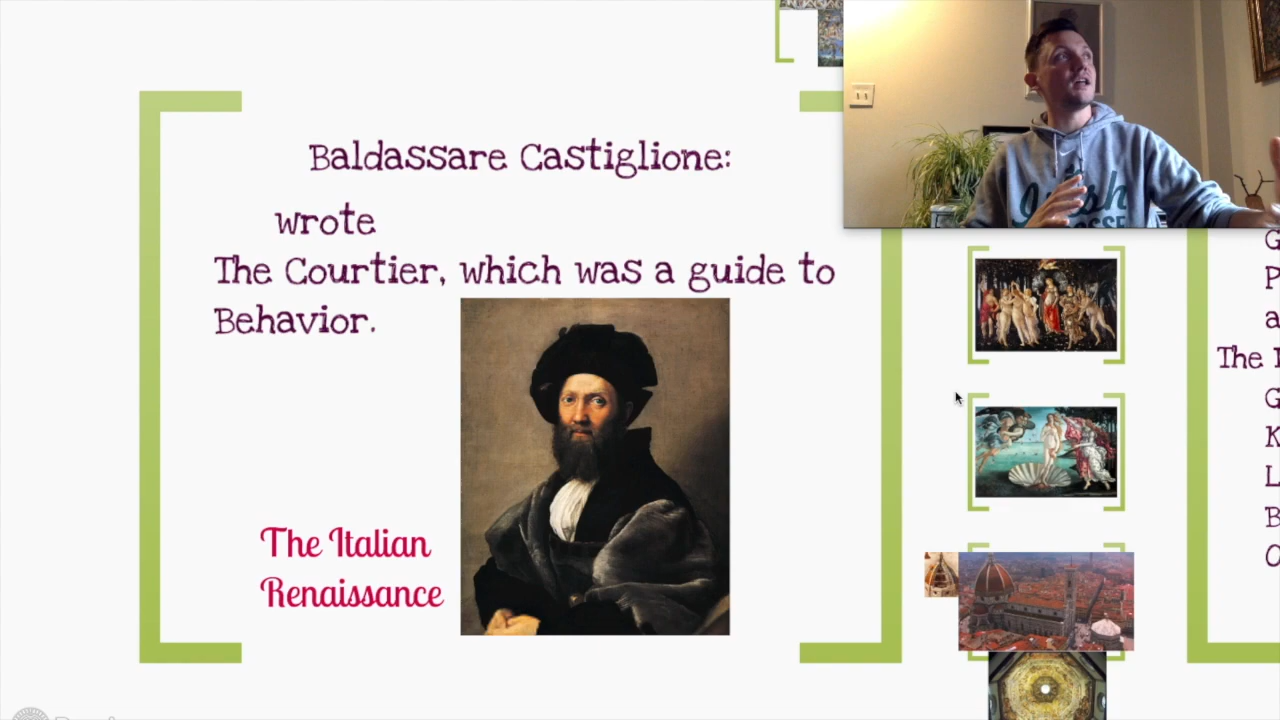 Baldassare Castiglione:
wrote
The Courtier, which was a guide to
Behavior.
The Italian
Renaissance
G
P
a
The
G
K
L
B
O